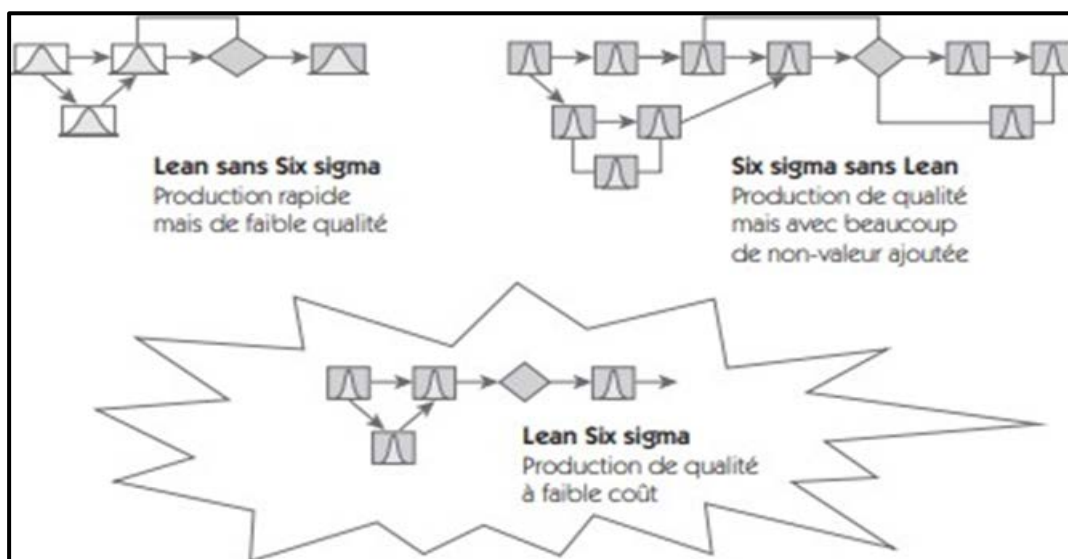 Lean sans Six sigma
Production rapide
mais de faible qualité
Six sigma sans Lean
Production de qualité
mais avec beaucoup
de non-valeur ajoutée
Lean Six sigma
Production de qualité
à faible coût